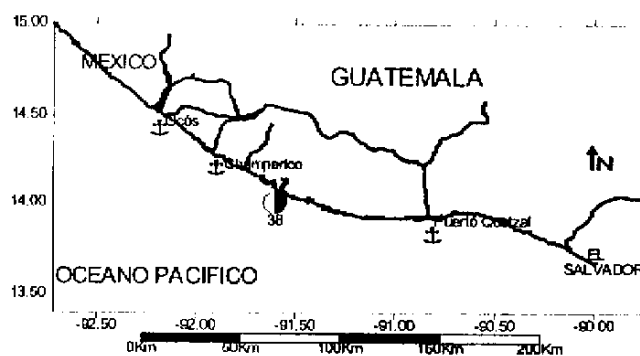 15.00
MEXICO
GUATEMALA
14.50
Ocós
Champerico
N
14.00
38
Puerto Quetzal
EL
SALVADOR
OCEANO PACIFICO
13.50
-92.50 -92.00 -91.50 -91.00 -90.50 -90.00
0Km 50Km 100Km 150Km 200Km